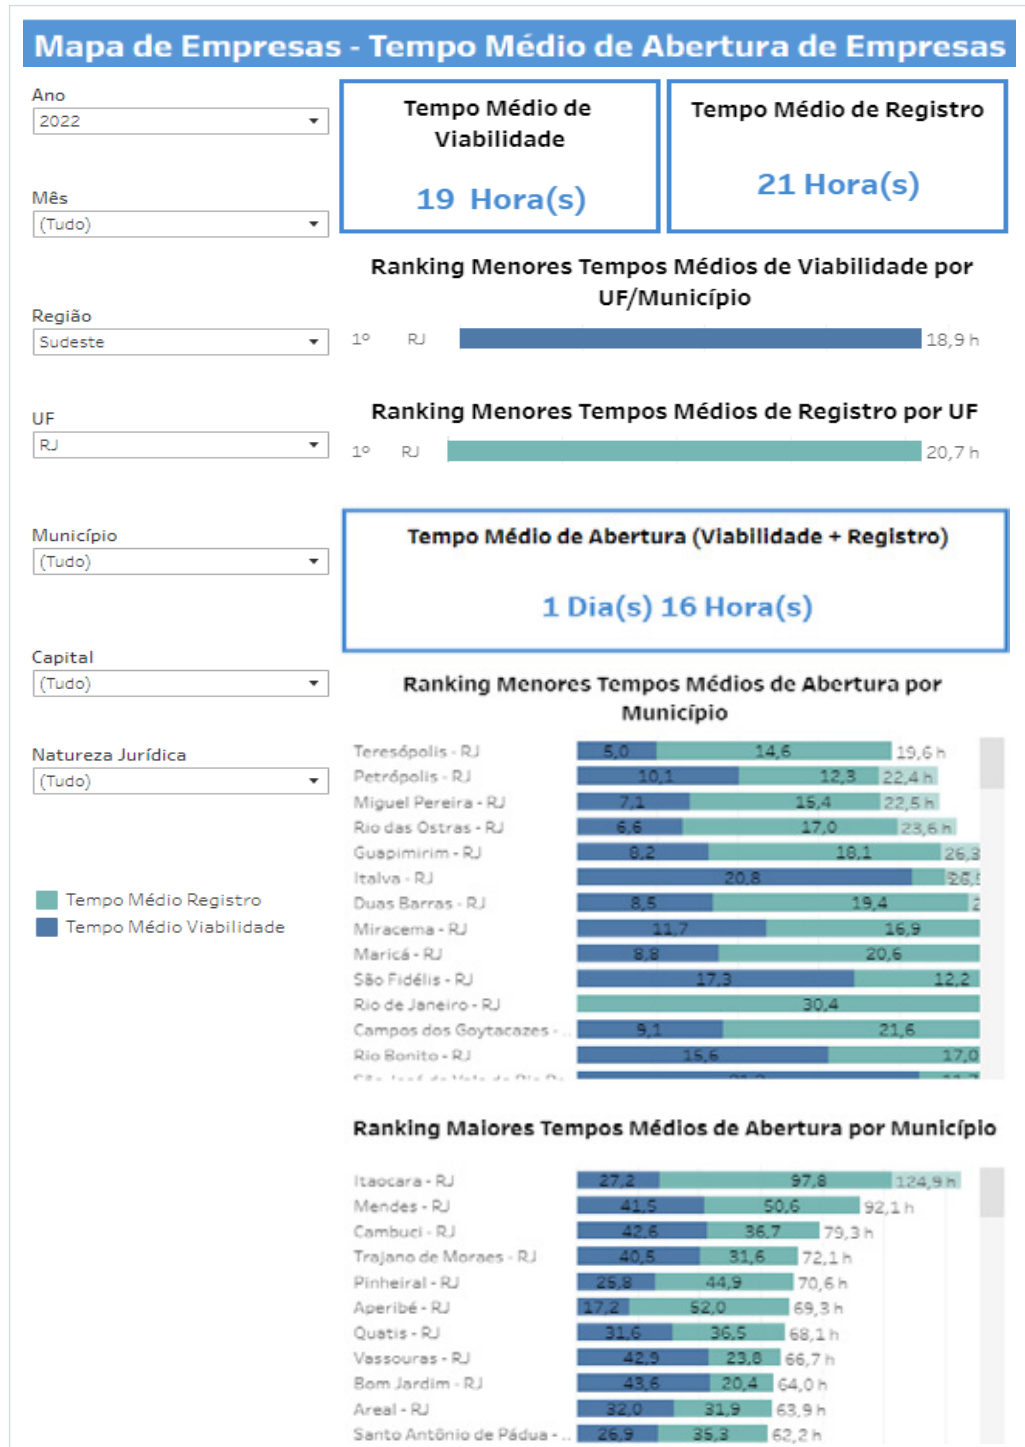 Mapa de Empresas - Tempo Médio de Abertura de Empresas
Ano
2022
Mês
(Tudo)
Região
Sudeste
UF
RJ
Município
(Tudo)
Capital
(Tudo)
Natureza Jurídica
(Tudo)
Tempo Médio Registro
Tempo Médio Viabilidade
Tempo Médio de
Viabilidade
19 Hora(s)
Tempo Médio de Registro
21 Hora(s)
Ranking Menores Tempos Médios de Viabilidade por
UF/Município
1º RJ 18,9 h
Ranking Menores Tempos Médios de Registro por UF
1º RJ 20,7 h
Tempo Médio de Abertura (Viabilidade + Registro)
1 Dia(s) 16 Hora(s)
Ranking Menores Tempos Médios de Abertura por
Município
Teresópolis - RJ 5,0 14,6 19,6 h
Petrópolis - RJ 10,1 12,3 22,4 h
Miguel Pereira - RJ 7,1 15,4 22,5 h
Rio das Ostras - RJ 6,6 17,0 23,6 h
Guapimirim - RJ 8,2 18,1 26,3
Italva - RJ 20,8
Duas Barras - RJ 8,5 19,4
Miracema - RJ 11,7 16,9
Maricá - RJ 8,8 20,6
São Fidélis - RJ 17,3 12,2
Rio de Janeiro - RJ 30,4
Campos dos Goytacazes - ..
9,1 21,6
Rio Bonito - RJ 15,6 17,0
Ranking Maiores Tempos Médios de Abertura por Município
Itaocara - RJ 27,2 97,8 124,9 h
Mendes - RJ 41,5 50,6 92,1 h
Cambuci - RJ 42,6 36,7 79,3 h
Trajano de Moraes - RJ 40,5 31,6 72,1 h
Pinheiral - RJ 25,8 44,9 70,6 h
Aperibé - RJ 17,2 52,0 69,3 h
Quatis - RJ 31,6 36,5 68,1 h
Vassouras - RJ 42,9 23,8 66,7 h
Bom Jardim - RJ 43,6 20,4 64,0 h
Areal - RJ 32,0 31,9 63,9 h
Santo Antônio de Pádua - .. 26,9 35,3 62,2 h